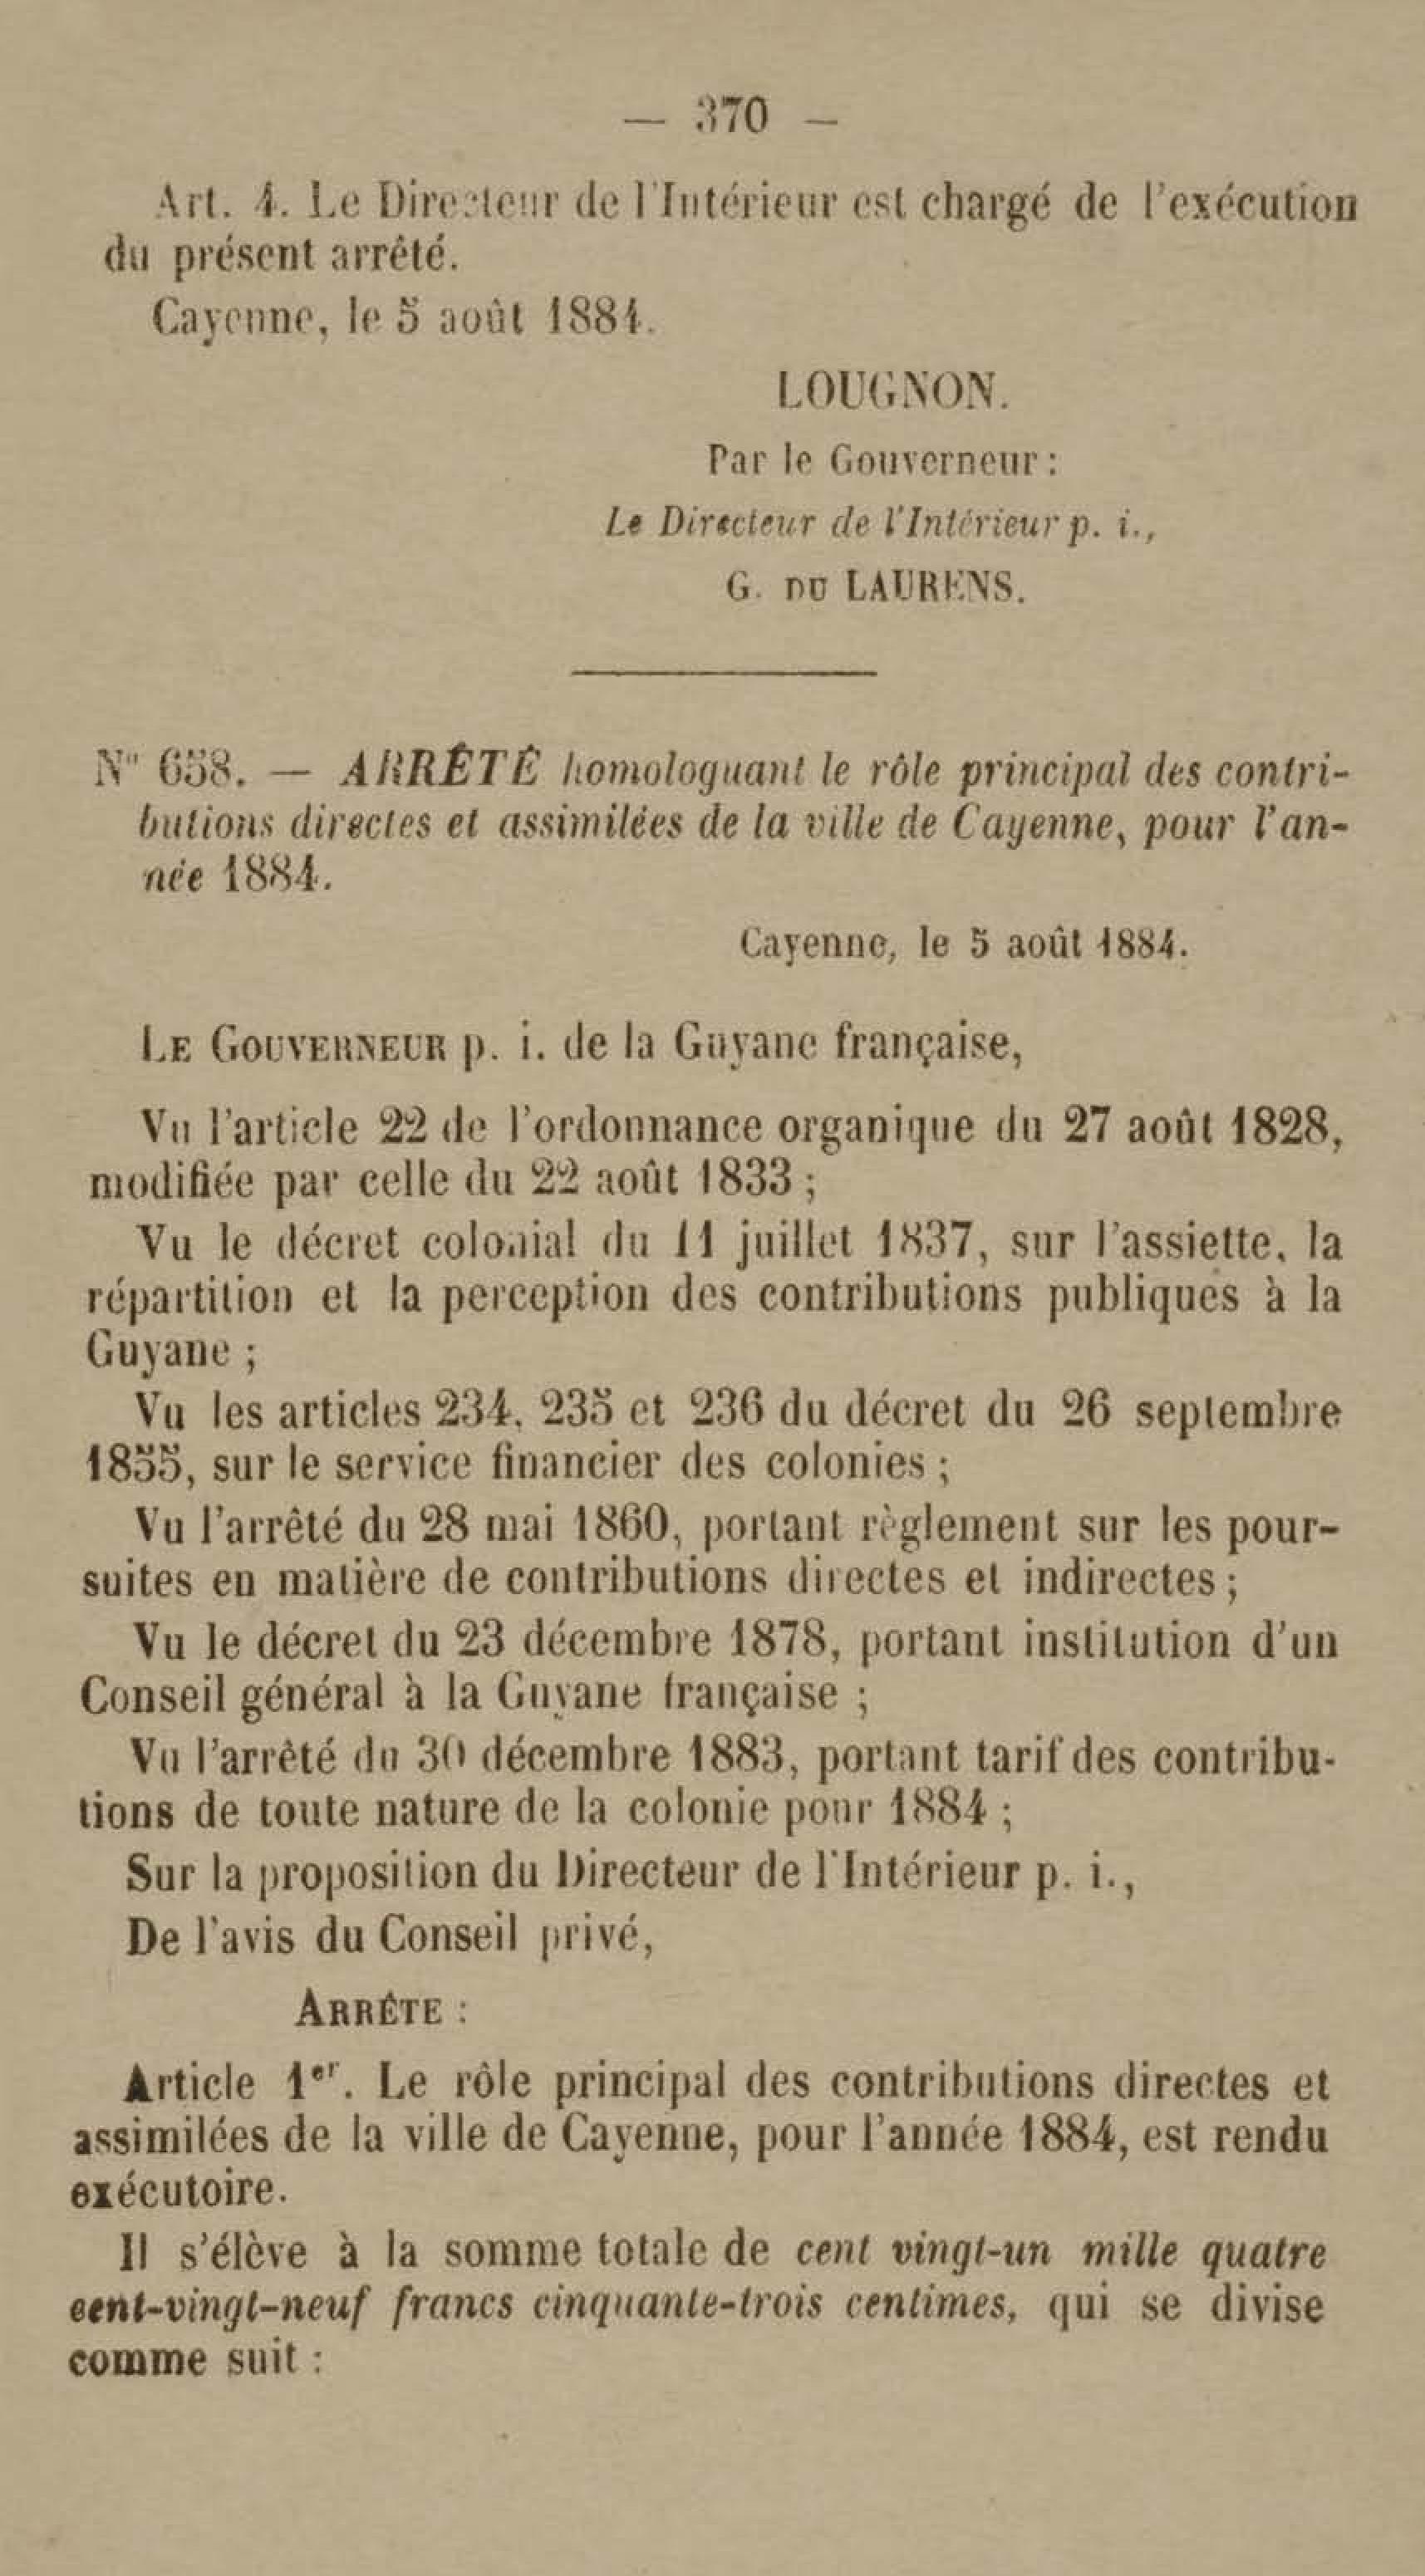 — 370 —
Art. 4. Le Directeur de l'Intérieur est chargé de l'exécution
du présent arrêté.
Cayenne, le 5 août 1884.
LOUGNON.
Par le Gouverneur :
Le Directeur de l'Intérieur p. i.,
G. DU LAURENS.
N° 658. — ARRÊTÉ homologuant le rôle principal des contri-
butions directes et assimilées de la ville de Cayenne, pour l'an-
née 1884.
Cayenne, le 5 août 1884.
LE GOUVERNEUR p. i. de la Guyane française,
Vu l'article 22 de l'ordonnance organique du 27 août 1828,
modifiée par celle du 22 août 1833 ;
Vu le décret colonial du 11 juillet 1837, sur l'assiette, la
répartition et la perception des contributions publiques à la
Guyane ;
Vu les articles 234, 235 et 236 du décret du 26 septembre
1855, sur le service financier des colonies ;
Vu l'arrêté du 28 mai 1860, portant règlement sur les pour-
suites en matière de contributions directes et indirectes ;
Vu le décret du 23 décembre 1878, portant institution d'un
Conseil général à la Guyane française ;
Vu l'arrêté du 30 décembre 1883, portant tarif des contribu-
tions de toute nature de la colonie pour 1884 ;
Sur la proposition du Directeur de l'Intérieur p. i.,
De l'avis du Conseil privé,
ARRÊTE :
Article 1er. Le rôle principal des contributions directes et
assimilées de la ville de Cayenne, pour l'année 1884, est rendu
exécutoire.
Il s'élève à la somme totale de cent vingt-un mille quatre
cent-vingt-neuf francs cinquante-trois centimes, qui se divise
comme suit :